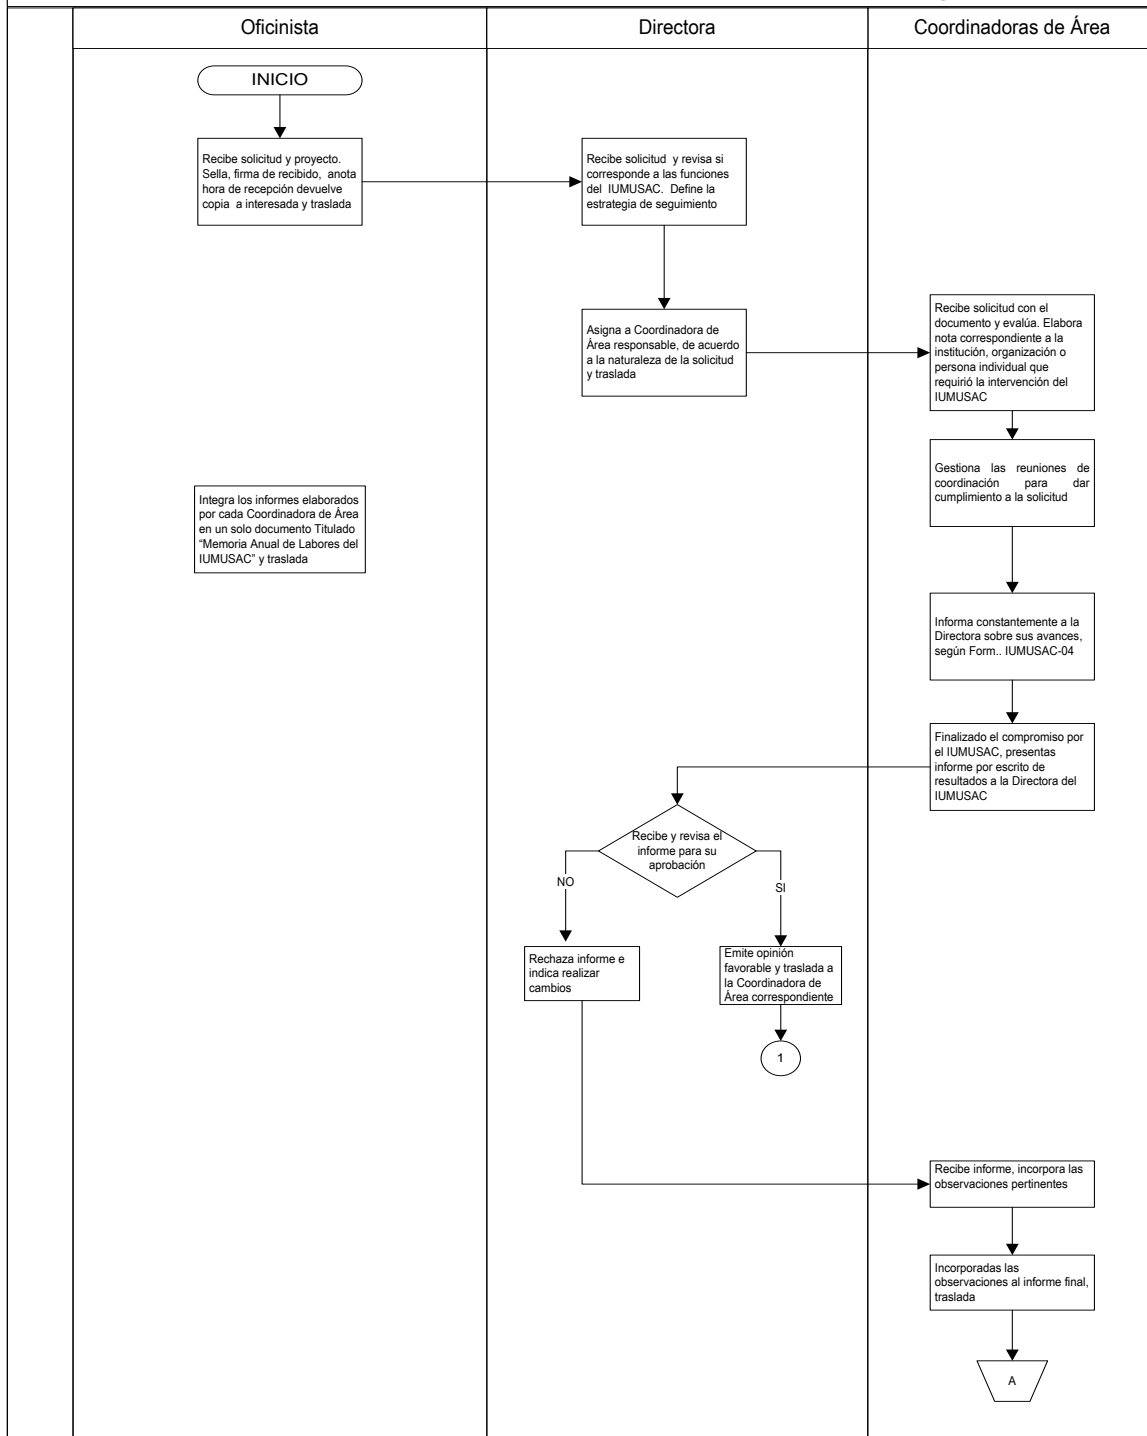 Oficinista
Directora
Coordinadoras de Área
INICIO
Recibe solicitud y proyecto.
Sella, firma de recibido, anota
hora de recepción devuelve
copia a interesada y traslada
Recibe solicitud y revisa si
corresponde a las funciones
del IUMUSAC. Define la
estrategia de seguimiento
Asigna a Coordinadora de
Área responsable, de acuerdo
a la naturaleza de la solicitud
y traslada
Recibe solicitud con el
documento y evalúa. Elabora
nota correspondiente a la
institución, organización o
persona individual que
requirió la intervención del
IUMUSAC
Gestiona las reuniones de
coordinación para dar
cumplimiento a la solicitud
Integra los informes elaborados
por cada Coordinadora de Área
en un solo documento Titulado
“Memoria Anual de Labores del
IUMUSAC” y traslada
Informa constantemente a la
Directora sobre sus avances,
según Form.. IUMUSAC-04
Finalizado el compromiso por
el IUMUSAC, presentas
informe por escrito de
resultados a la Directora del
IUMUSAC
Recibe y revisa el
informe para su
aprobación
NO
SI
Rechaza informe e
indica realizar
cambios
Emite opinión
favorable y traslada a
la Coordinadora de
Área correspondiente
1
Recibe informe, incorpora las
observaciones pertinentes
Incorporadas las
observaciones al informe final,
traslada
A